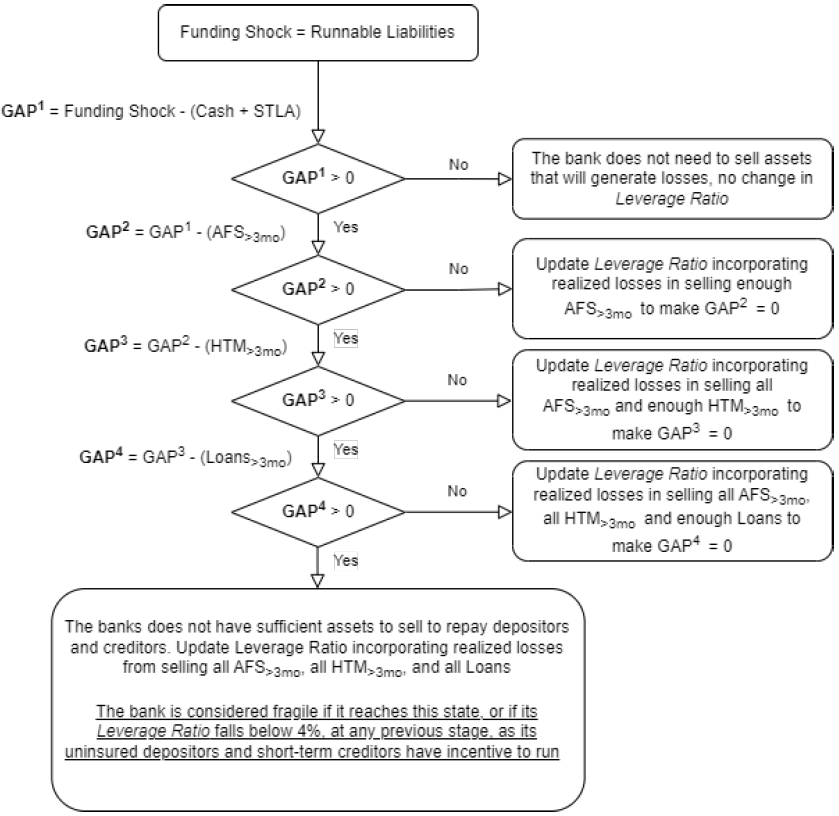 Funding Shock = Runnable Liabilities
GAP¹ = Funding Shock - (Cash + STLA)
GAP¹ > 0
No
The bank does not need to sell assets
that will generate losses, no change in
Leverage Ratio
Yes
GAP² = GAP¹ - (AFS>3mo)
GAP² > 0
No
Update Leverage Ratio incorporating
realized losses in selling enough
AFS>3mo to make GAP² = 0
Yes
GAP³ = GAP² - (HTM>3mo)
GAP³ > 0
No
Update Leverage Ratio incorporating
realized losses in selling all
AFS>3mo and enough HTM>3mo to
make GAP³ = 0
Yes
GAP⁴ = GAP³ - (Loans>3mo)
GAP⁴ > 0
No
Update Leverage Ratio incorporating
realized losses in selling all AFS>3mo,
all HTM>3mo and enough Loans to
make GAP⁴ = 0
Yes
The banks does not have sufficient assets to sell to repay depositors
and creditors. Update Leverage Ratio incorporating realized losses
from selling all AFS>3mo, all HTM>3mo, and all Loans
The bank is considered fragile if it reaches this state, or if its
Leverage Ratio falls below 4%, at any previous stage, as its
uninsured depositors and short-term creditors have incentive to run